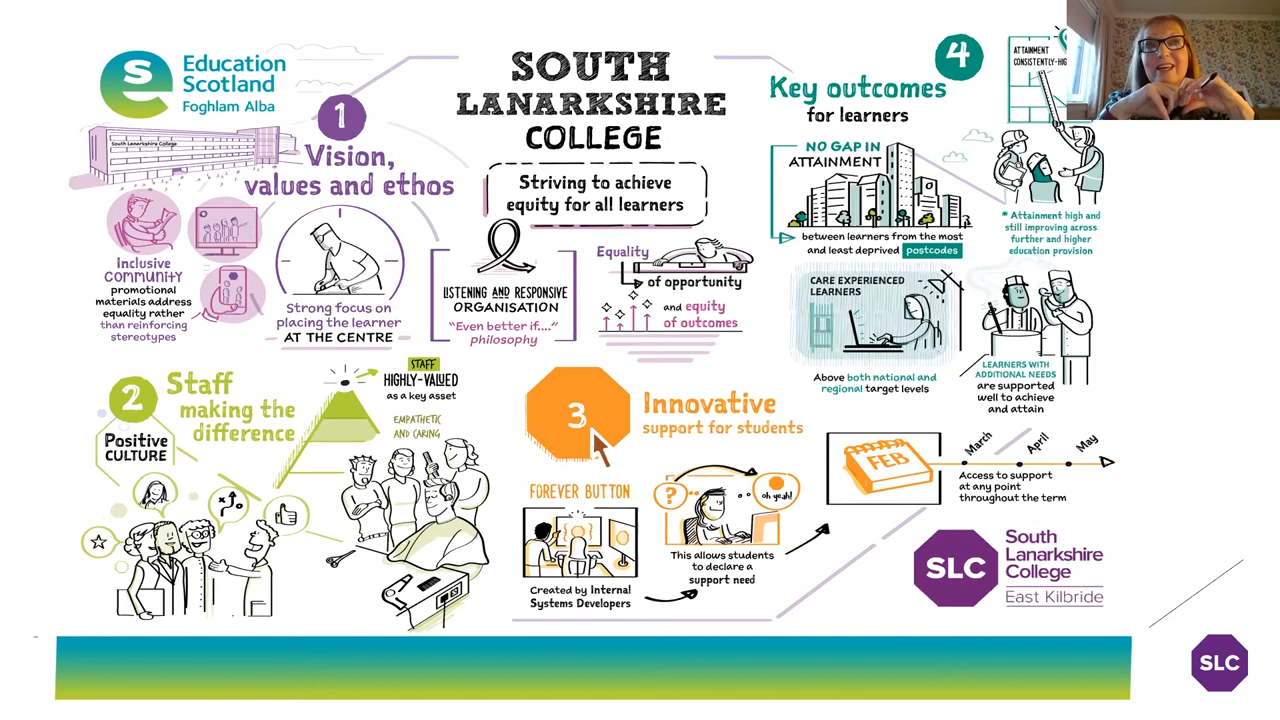 Education
Scotland
Foghlam Alba
SOUTH
LANARKSHIRE
COLLEGE
Striving to achieve
equity for all learners
1
Vision,
values and ethos
South Lanarkshire College
Inclusive
COMMUNITY
promotional
materials address
equality rather
than reinforcing
stereotypes
Strong focus on
placing the learner
AT THE CENTRE
LISTENING AND RESPONSIVE
ORGANISATION
"Even better if...."
philosophy
Equality
of opportunity
and equity
of outcomes
2
Staff
making the
difference
Positive
CULTURE
STAFF
HIGHLY-VALUED
as a key asset
EMPATHETIC
AND CARING
3
Innovative
support for students
FOREVER BUTTON
Created by Internal
Systems Developers
?
oh yeah!
This allows students
to declare a
support need
FEB
March
April
May
Access to support
at any point
throughout the term
4
Key outcomes
for learners
NO GAP IN
ATTAINMENT
between learners from the most
and least deprived postcodes
ATTAINMENT
* Attainment high and
still improving across
further and higher
education provision
CARE EXPERIENCED
LEARNERS
Above both national and
regional target levels
LEARNERS WITH
ADDITIONAL NEEDS
are supported
well to achieve
and attain
SLC
South
Lanarkshire
College
East Kilbride
SLC